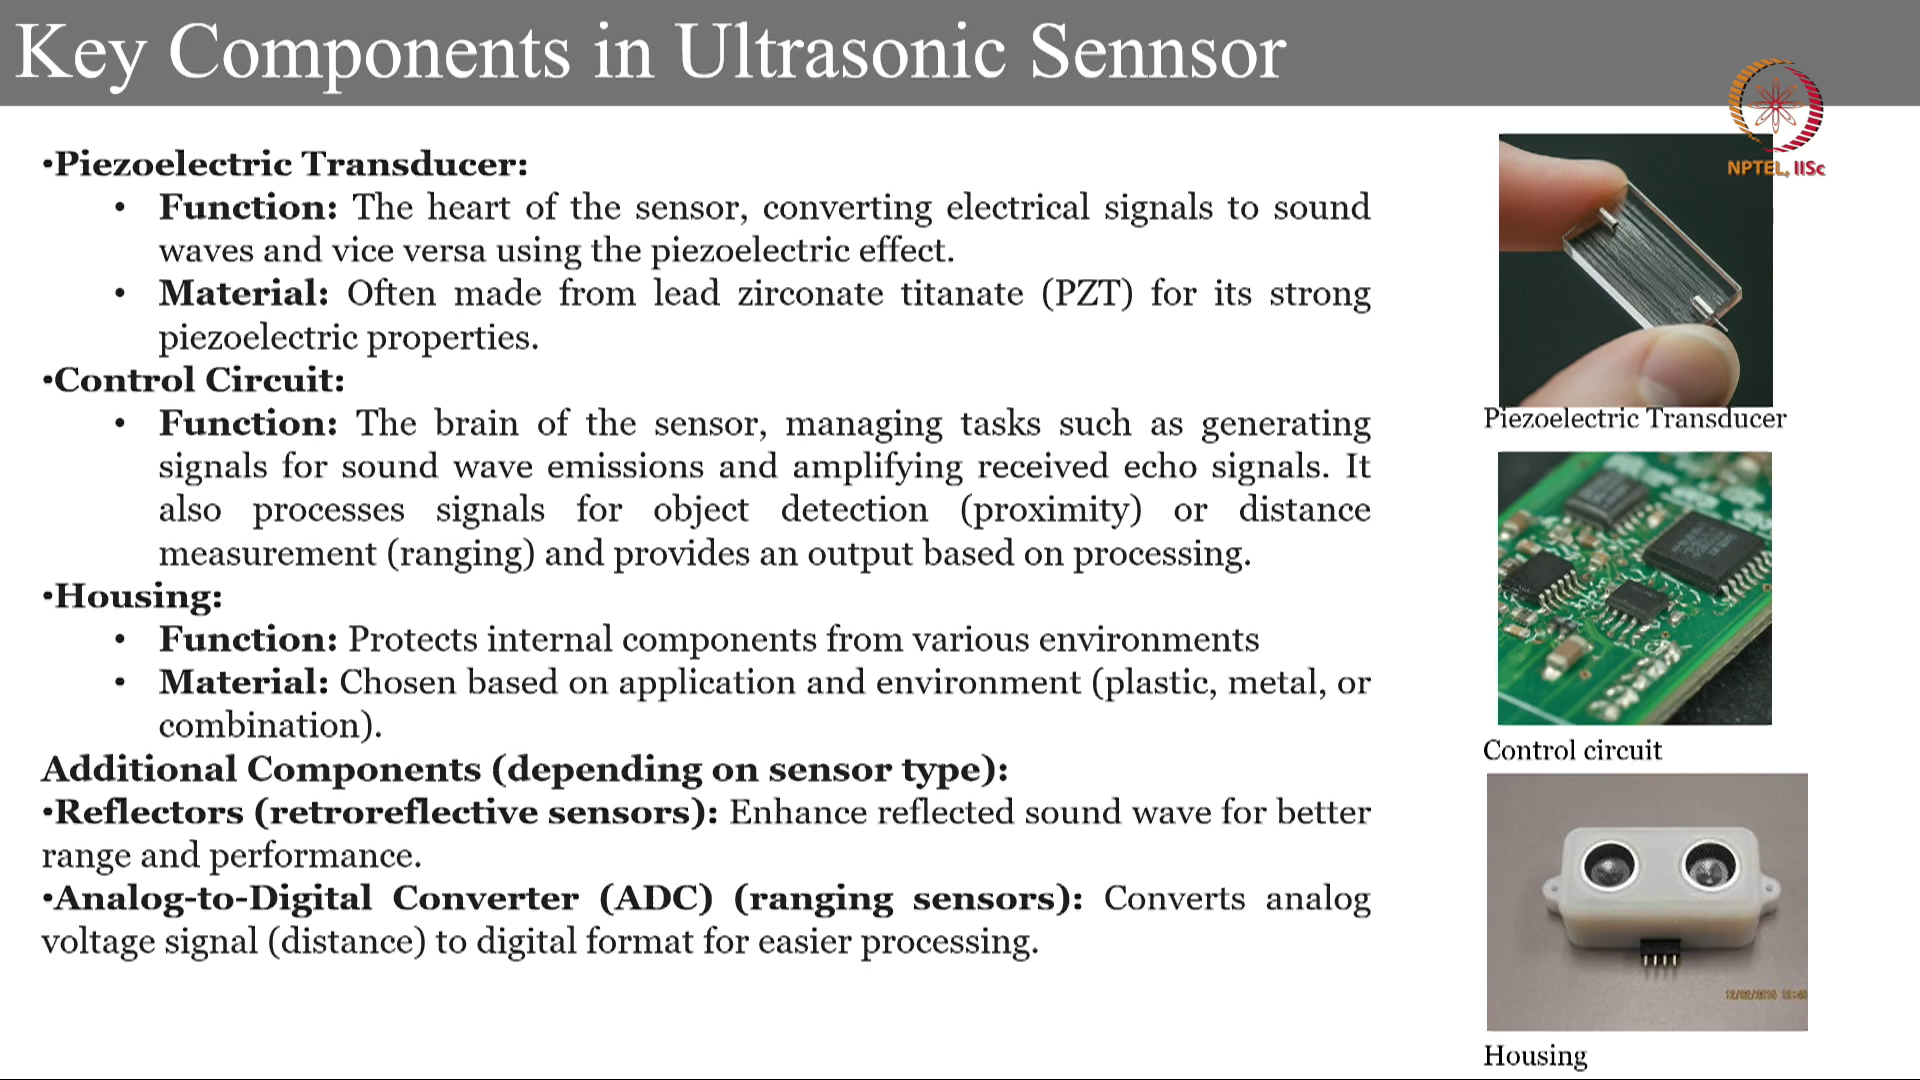 Key Components in Ultrasonic Sennsor
NPTEL, IISc
•Piezoelectric Transducer:
• Function: The heart of the sensor, converting electrical signals to sound
waves and vice versa using the piezoelectric effect.
• Material: Often made from lead zirconate titanate (PZT) for its strong
piezoelectric properties.
•Control Circuit:
• Function: The brain of the sensor, managing tasks such as generating
signals for sound wave emissions and amplifying received echo signals. It
also processes signals for object detection (proximity) or distance
measurement (ranging) and provides an output based on processing.
•Housing:
• Function: Protects internal components from various environments
• Material: Chosen based on application and environment (plastic, metal, or
combination).
Additional Components (depending on sensor type):
•Reflectors (retroreflective sensors): Enhance reflected sound wave for better
range and performance.
•Analog-to-Digital Converter (ADC) (ranging sensors): Converts analog
voltage signal (distance) to digital format for easier processing.
Piezoelectric Transducer
Control circuit
Housing